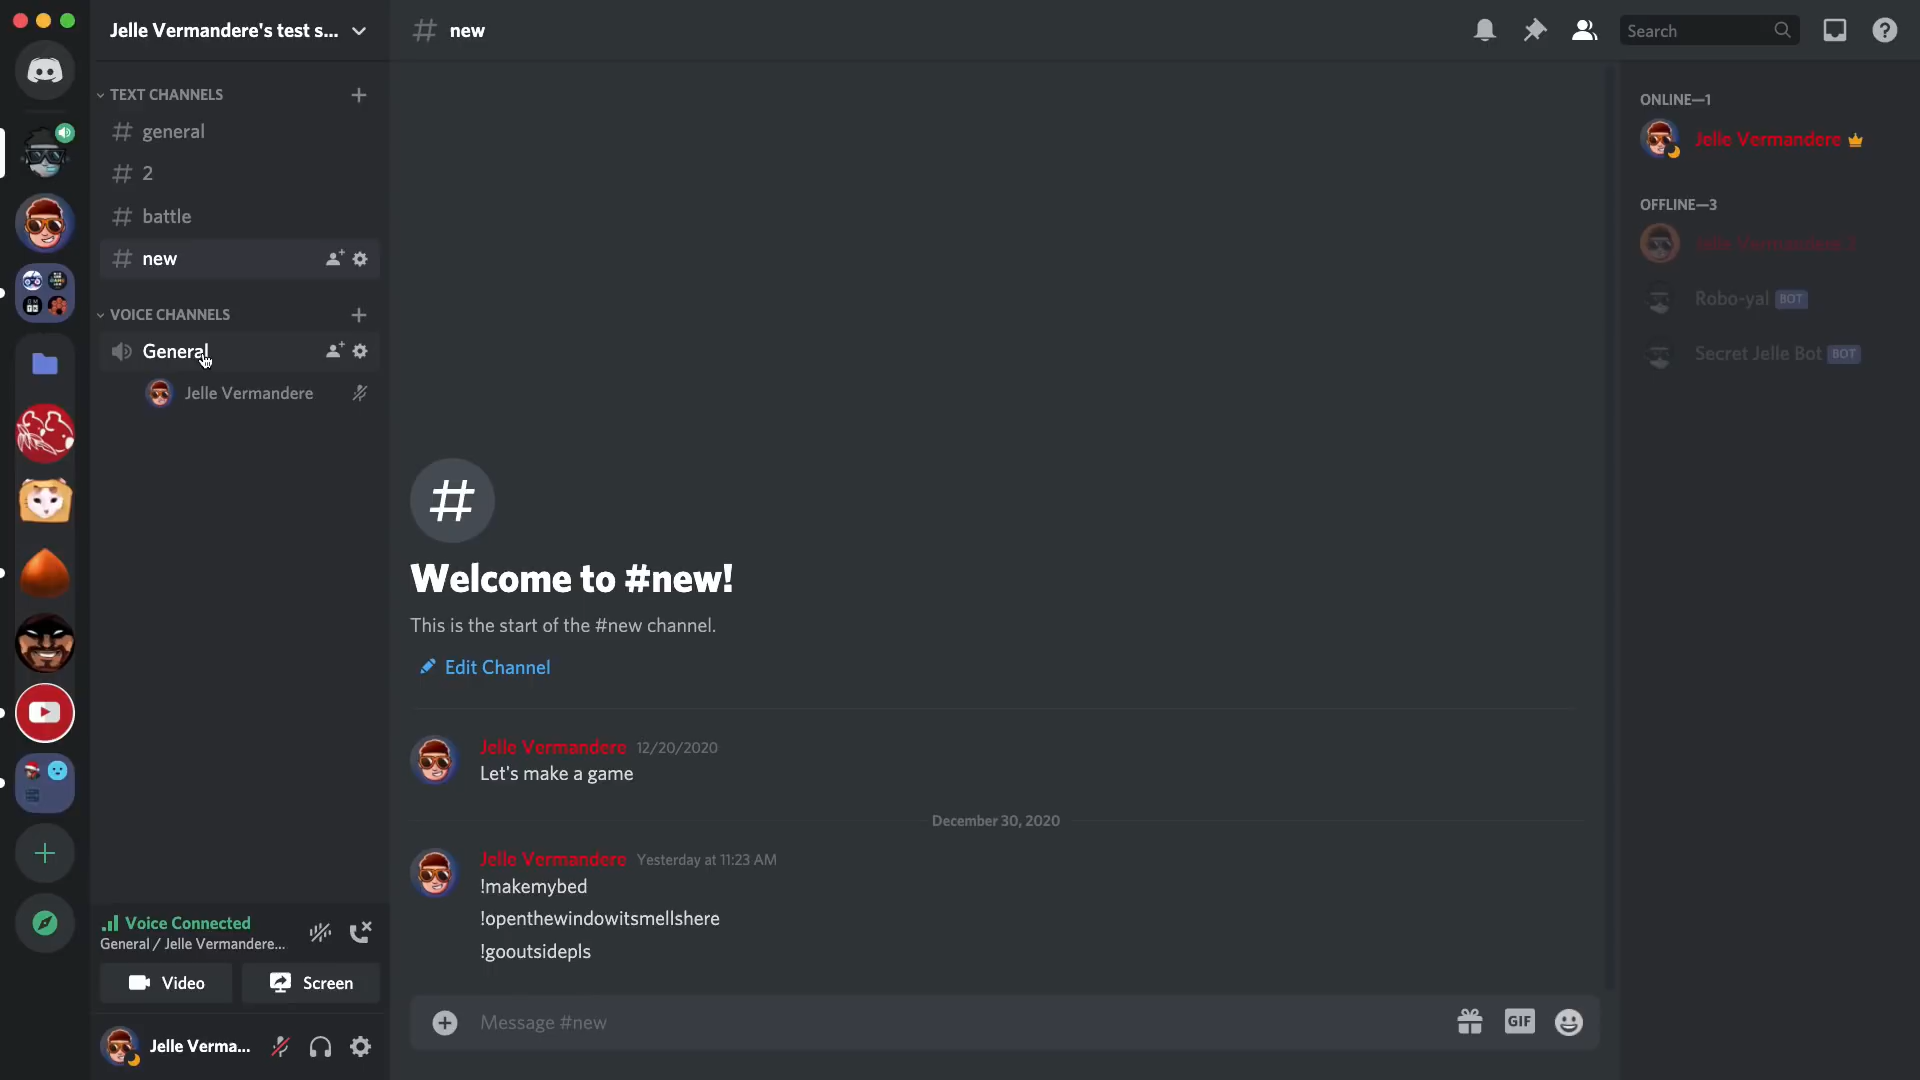 Jelle Vermandere's test s...
# new
Search
TEXT CHANNELS
# general
# 2
# battle
# new
VOICE CHANNELS
General
Jelle Vermandere
Voice Connected
General / Jelle Vermandere...
Video
Screen
Jelle Verma...
#
Welcome to #new!
This is the start of the #new channel.
Edit Channel
Jelle Vermandere 12/20/2020
Let's make a game
December 30, 2020
Jelle Vermandere Yesterday at 11:23 AM
!makemybed
!openthewindowitsmellshere
!gooutsidepls
Message #new
GIF
ONLINE—1
Jelle Vermandere
OFFLINE—3
Jelle Vermandere 2
Robo-yal BOT
Secret Jelle Bot BOT